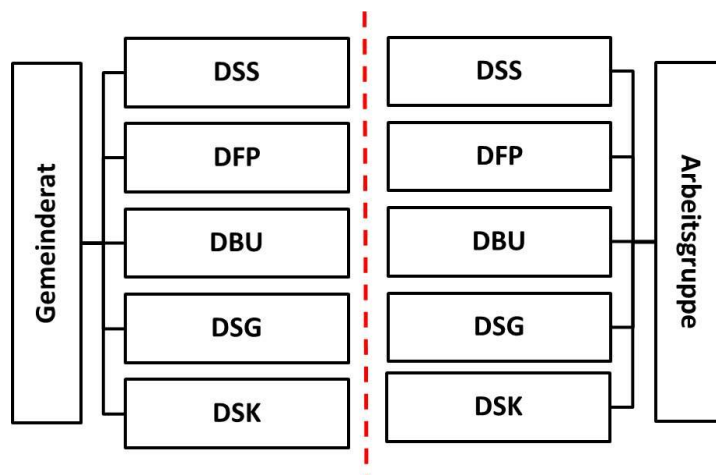 Gemeinderat
DSS
DFP
DBU
DSG
DSK
DSS
DFP
DBU
DSG
DSK
Arbeitsgruppe